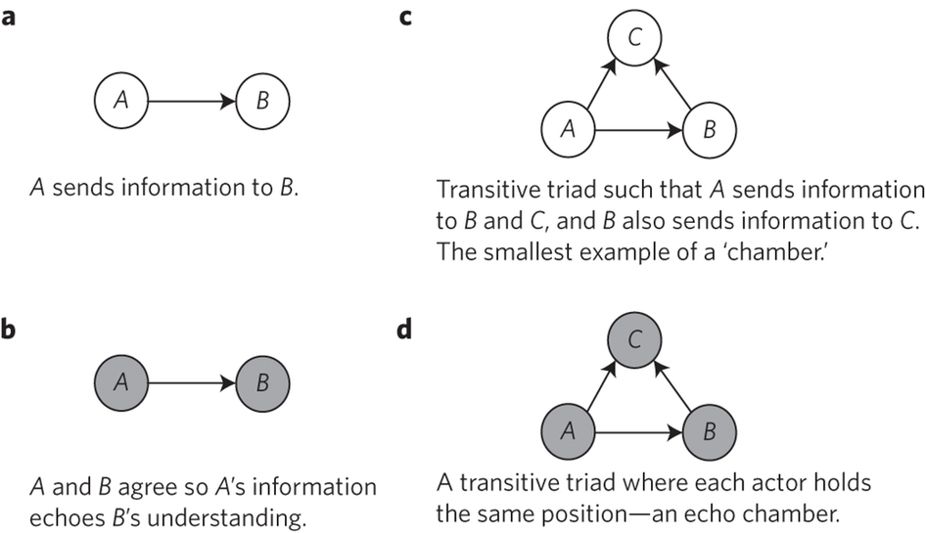 a
A
B
A sends information to B.
c
C
A
B
Transitive triad such that A sends information
to B and C, and B also sends information to C.
The smallest example of a ‘chamber.’
b
A
B
A and B agree so A’s information
echoes B’s understanding.
d
C
A
B
A transitive triad where each actor holds
the same position—an echo chamber.